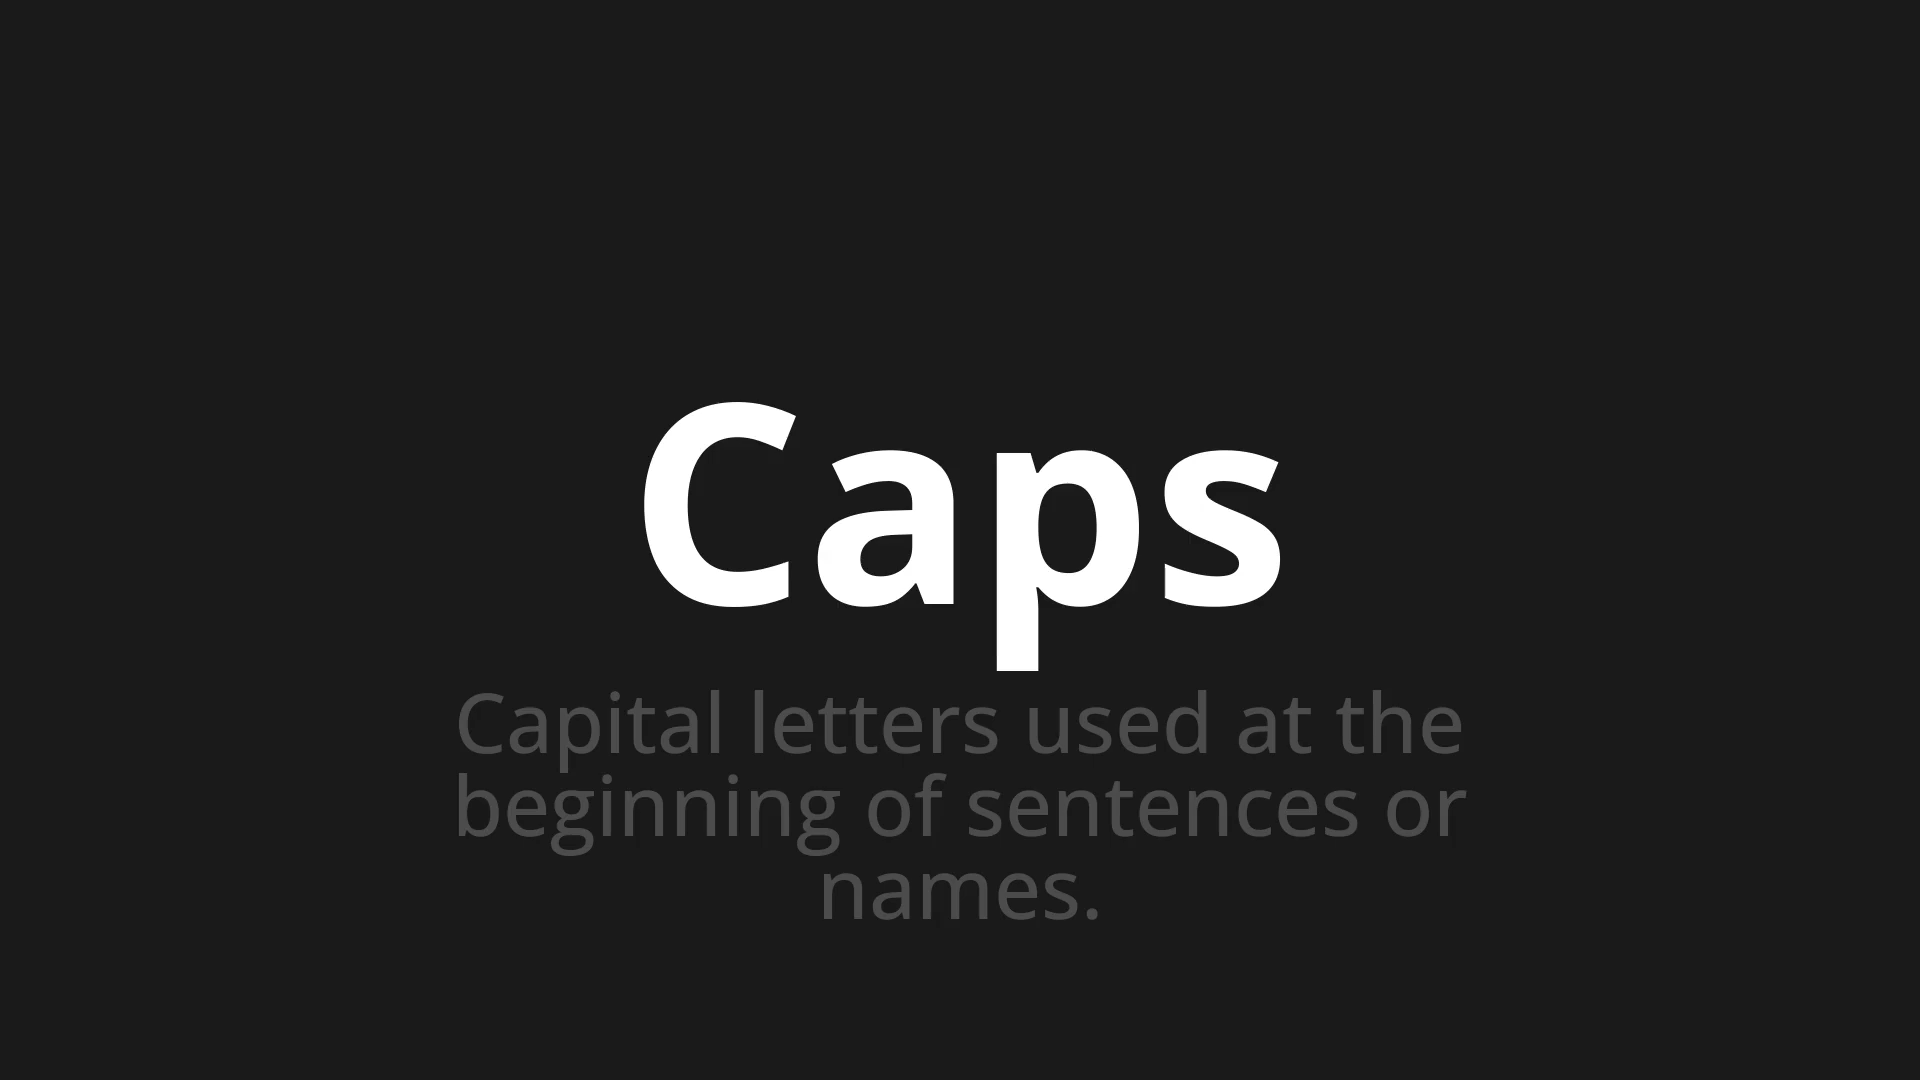 Caps
Capital letters used at the
beginning of sentences or
names.